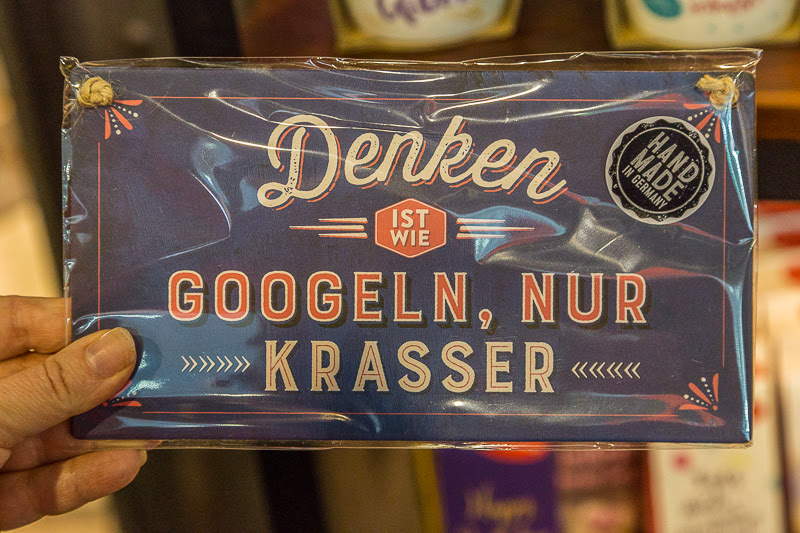 Denken
HAND
MADE
IN GERMANY
IST
WIE
GOOGELN, NUR
KRASSER